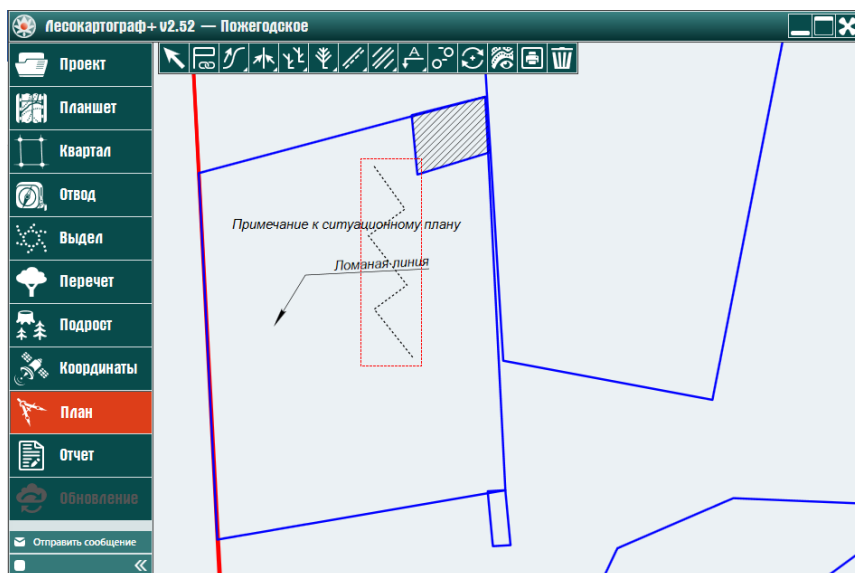 Лесокартограф+ v2.52 — Пожегодское
Проект
Планшет
Квартал
Отвод
Выдел
Перечет
Подрост
Координаты
План
Отчет
Обновление
Отправить сообщение
A
Примечание к ситуационному плану
Ломаная линия